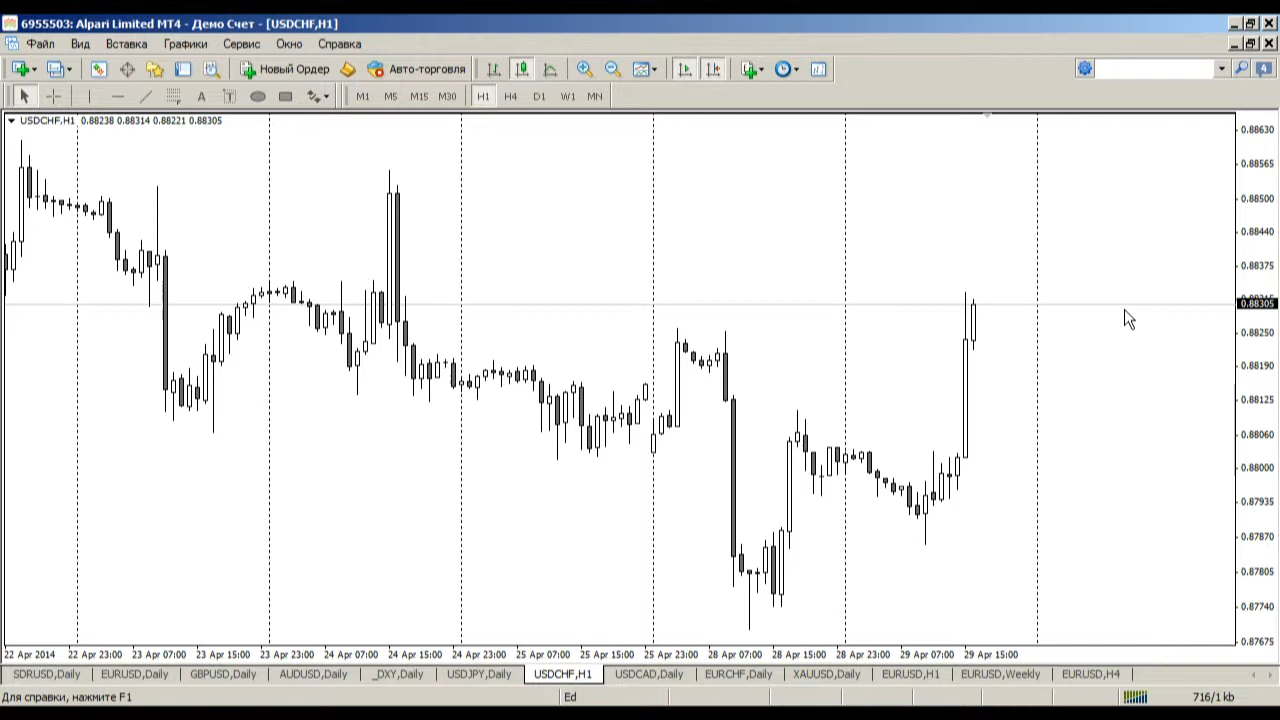 6955503: Alpari Limited MT4 - Демо Счет - [USDCHF,H1]
Файл Вид Вставка Графики Сервис Окно Справка
Новый Ордер Авто-торговля
A T M1 M5 M15 M30 H1 H4 D1 W1 MN
USDCHF,H1 0.88238 0.88314 0.88221 0.88305
0.88630
0.88565
0.88500
0.88440
0.88375
0.88305
0.88250
0.88190
0.88125
0.88060
0.88000
0.87935
0.87870
0.87805
0.87740
0.87675
22 Apr 2014 22 Apr 23:00 23 Apr 07:00 23 Apr 15:00 23 Apr 23:00 24 Apr 07:00 24 Apr 15:00 24 Apr 23:00 25 Apr 07:00 25 Apr 15:00 25 Apr 23:00 28 Apr 07:00 28 Apr 15:00 28 Apr 23:00 29 Apr 07:00 29 Apr 15:00
SDRUSD,Daily EURUSD,Daily GBPUSD,Daily AUDUSD,Daily _DXY,Daily USDJPY,Daily USDCHF,H1 USDCAD,Daily EURCHF,Daily XAUUSD,Daily EURUSD,H1 EURUSD,Weekly EURUSD,H4
Для справки, нажмите F1 Ed 716/1 kb